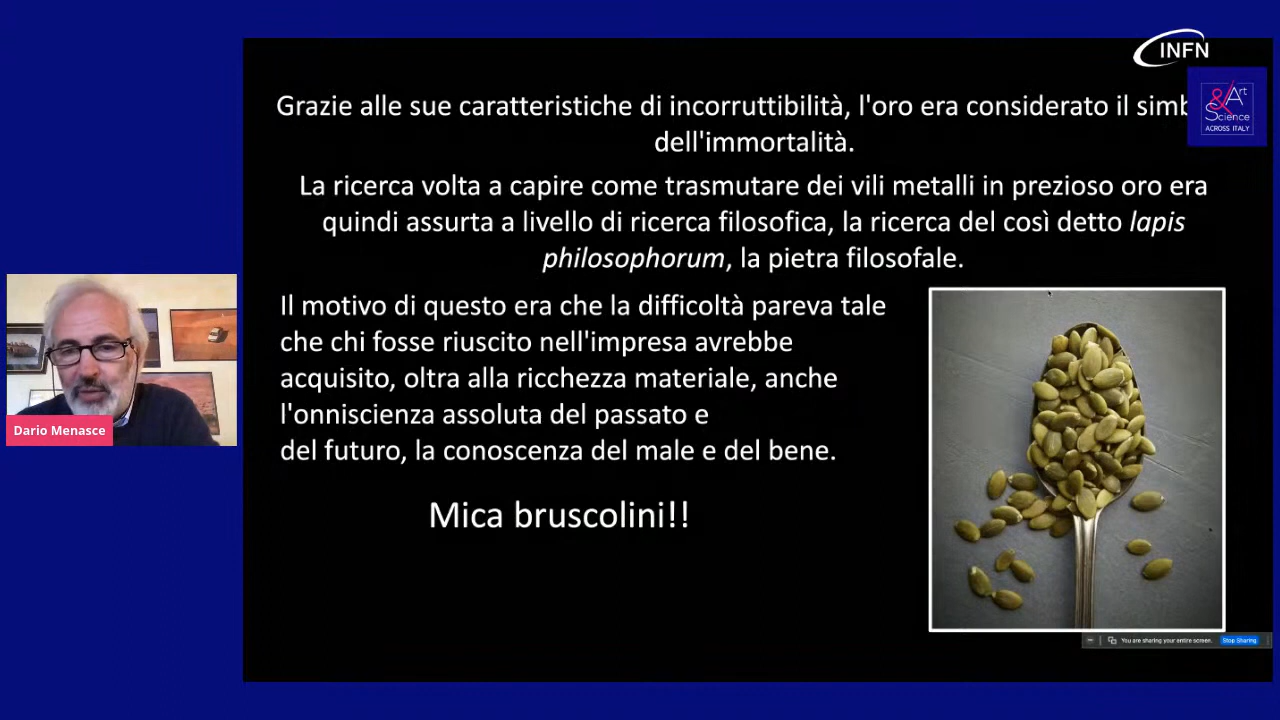 INFN
&Art
Science
ACROSS ITALY
Grazie alle sue caratteristiche di incorruttibilità, l'oro era considerato il simb
dell'immortalità.
La ricerca volta a capire come trasmutare dei vili metalli in prezioso oro era
quindi assurta a livello di ricerca filosofica, la ricerca del così detto lapis
philosophorum, la pietra filosofale.
Il motivo di questo era che la difficoltà pareva tale
che chi fosse riuscito nell'impresa avrebbe
acquisito, oltra alla ricchezza materiale, anche
l'onniscienza assoluta del passato e
del futuro, la conoscenza del male e del bene.
Mica bruscolini!!
Dario Menasce
You are sharing your entire screen.
Stop Sharing